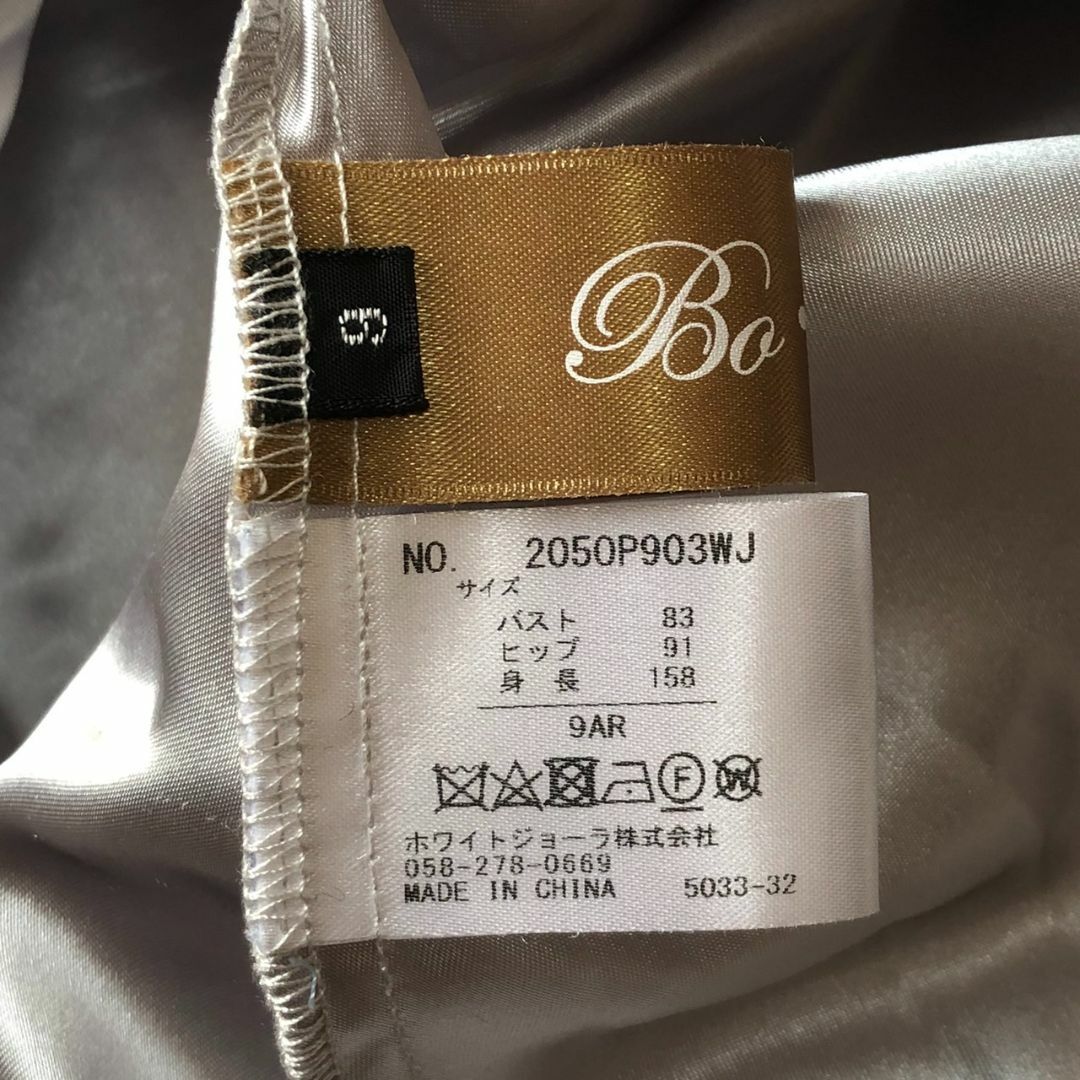 9
Bo
NO. 2050P903WJ
サイズ
バスト 83
ヒップ 91
身長 158
9AR
F W
ホワイトジョーラ株式会社
058-278-0669
MADE IN CHINA 5033-32